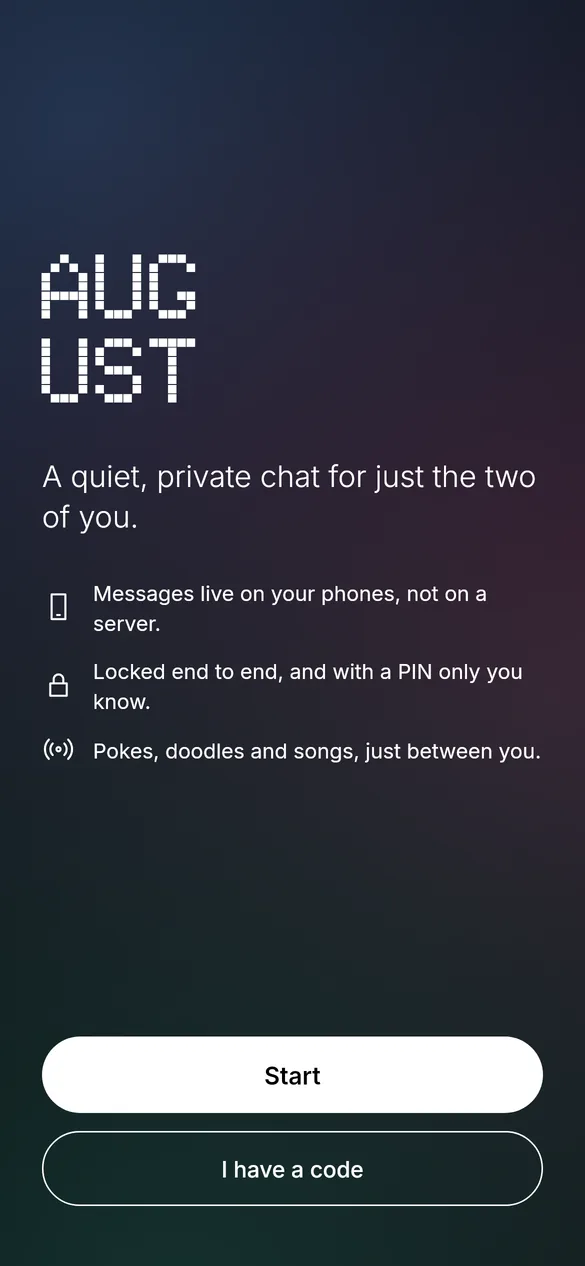 AUG
UST
A quiet, private chat for just the two
of you.
Messages live on your phones, not on a
server.
Locked end to end, and with a PIN only you
know.
Pokes, doodles and songs, just between you.
Start
I have a code